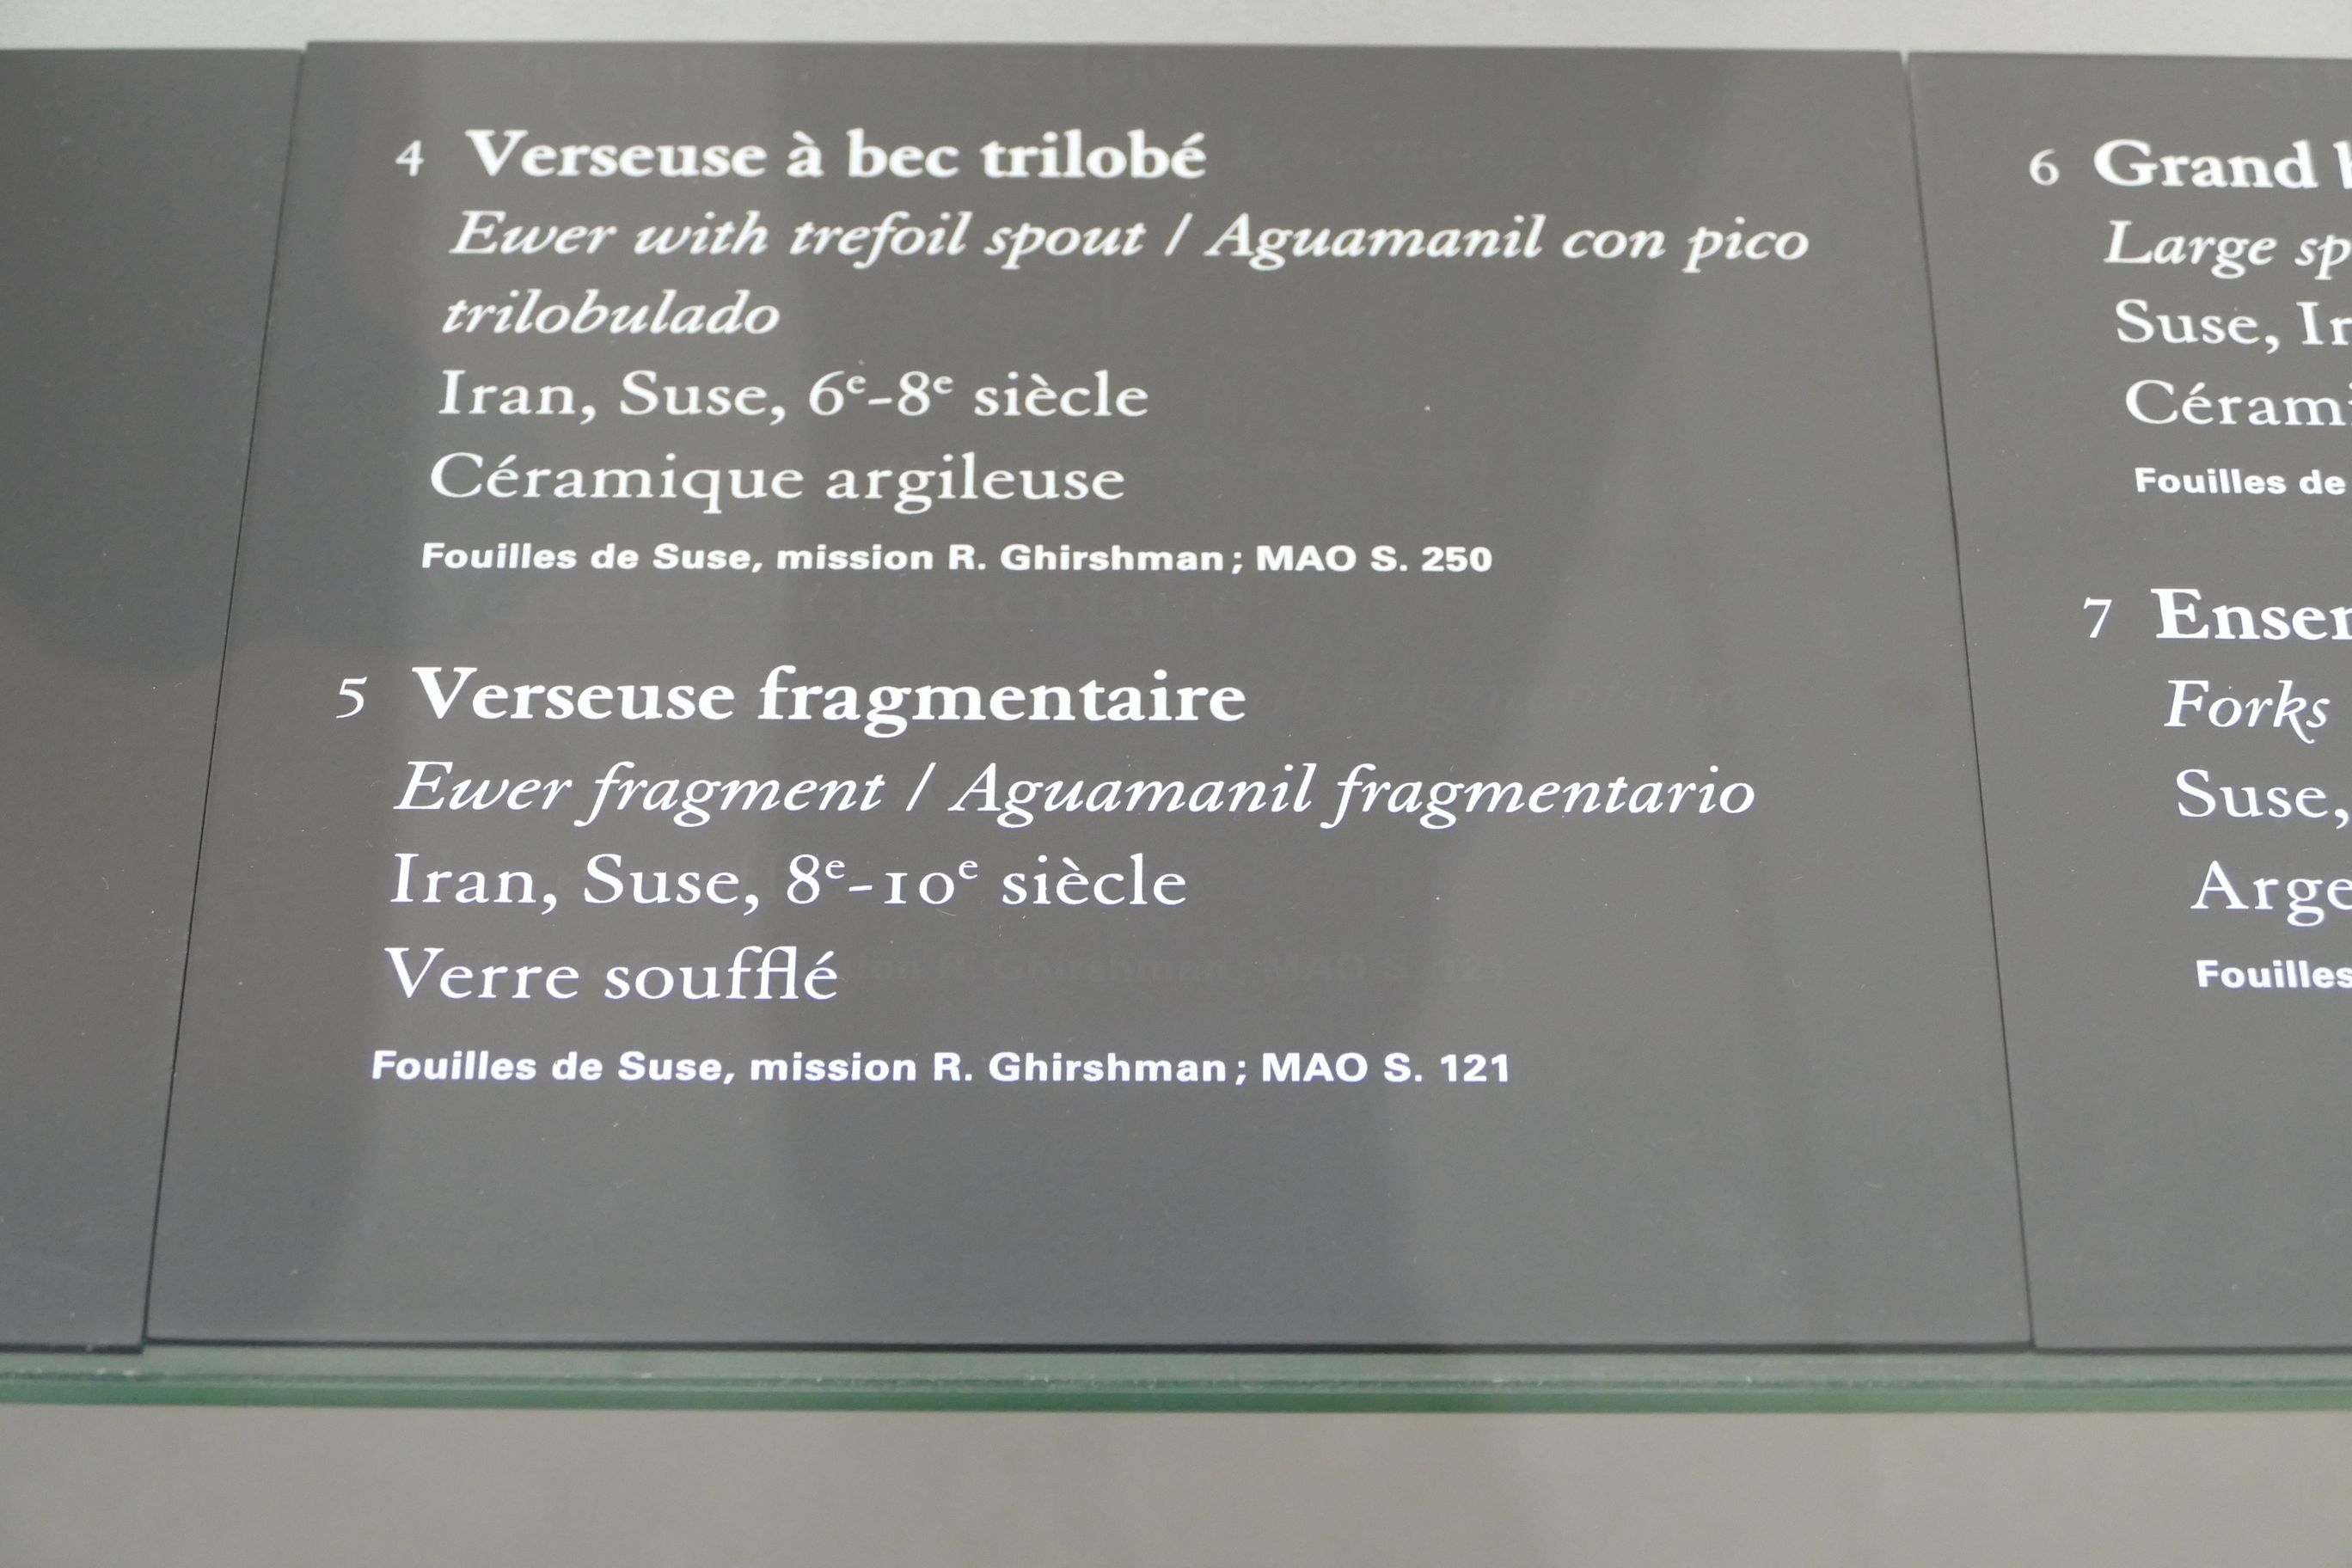 4 Verseuse à bec trilobé
Ewer with trefoil spout / Aguamanil con pico
trilobulado
Iran, Suse, 6e-8e siècle
Céramique argileuse
Fouilles de Suse, mission R. Ghirshman ; MAO S. 250
5 Verseuse fragmentaire
Ewer fragment / Aguamanil fragmentario
Iran, Suse, 8e-10e siècle
Verre soufflé
Fouilles de Suse, mission R. Ghirshman ; MAO S. 121
6 Grand
Large
Suse,
Fouilles de
7
Forks
Suse,
Fouilles